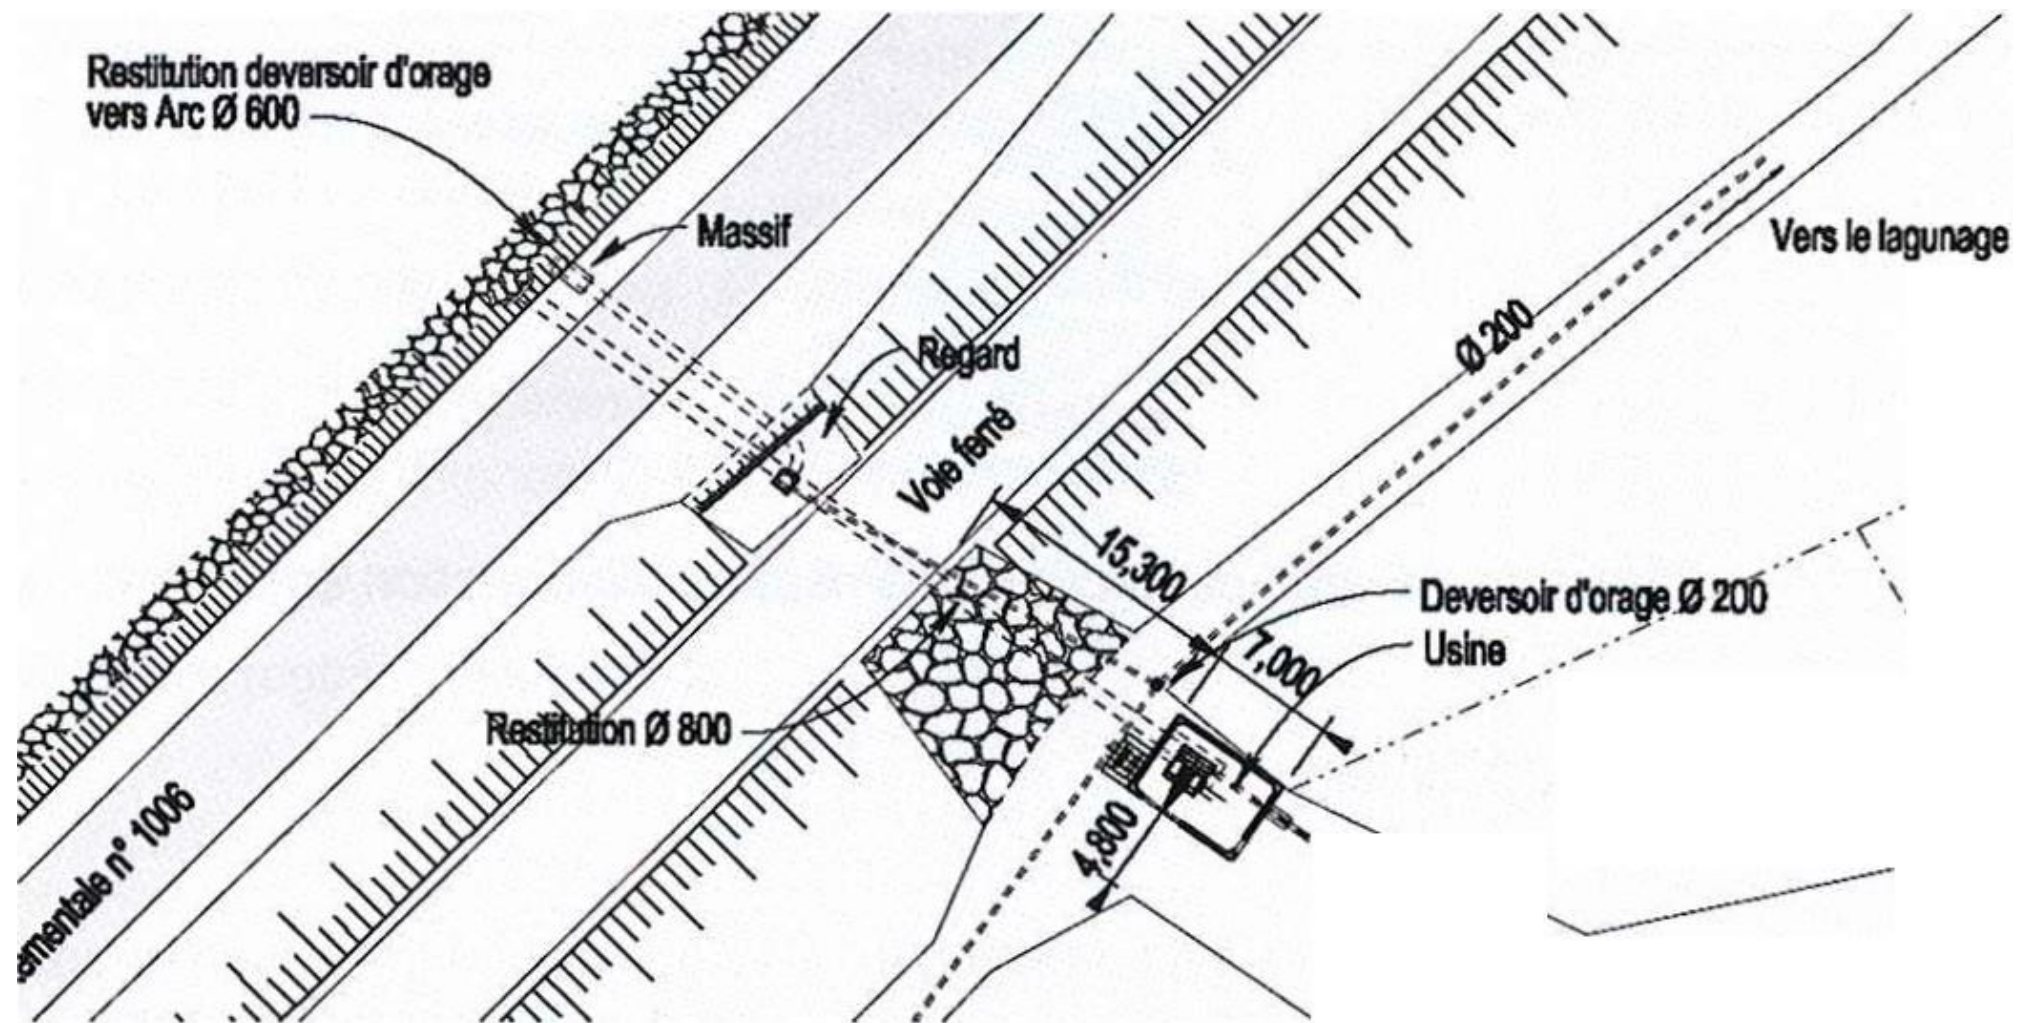 Restitution deversoir d'orage
vers Arc Ø 600
Massif
Vers le lagunage
Regard
Ø 200
Voie ferré
15,300
Deversoir d'orage Ø 200
Usine
7,000
Restitution Ø 800
4,800
ementale n° 1006